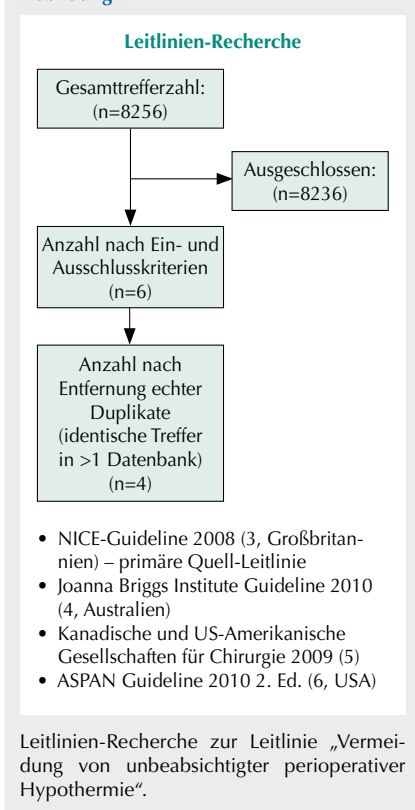 Leitlinien-Recherche
Gesamttrefferzahl:
(n=8256)
Ausgeschlossen:
(n=8236)
Anzahl nach Ein- und
Ausschlusskriterien
(n=6)
Anzahl nach
Entfernung echter
Duplikate
(identische Treffer
in >1 Datenbank)
(n=4)
• NICE-Guideline 2008 (3, Großbritan-
nien) – primäre Quell-Leitlinie
• Joanna Briggs Institute Guideline 2010
(4, Australien)
• Kanadische und US-Amerikanische
Gesellschaften für Chirurgie 2009 (5)
• ASPAN Guideline 2010 2. Ed. (6, USA)
Leitlinien-Recherche zur Leitlinie „Vermei-
dung von unbeabsichtigter perioperativer
Hypothermie“.